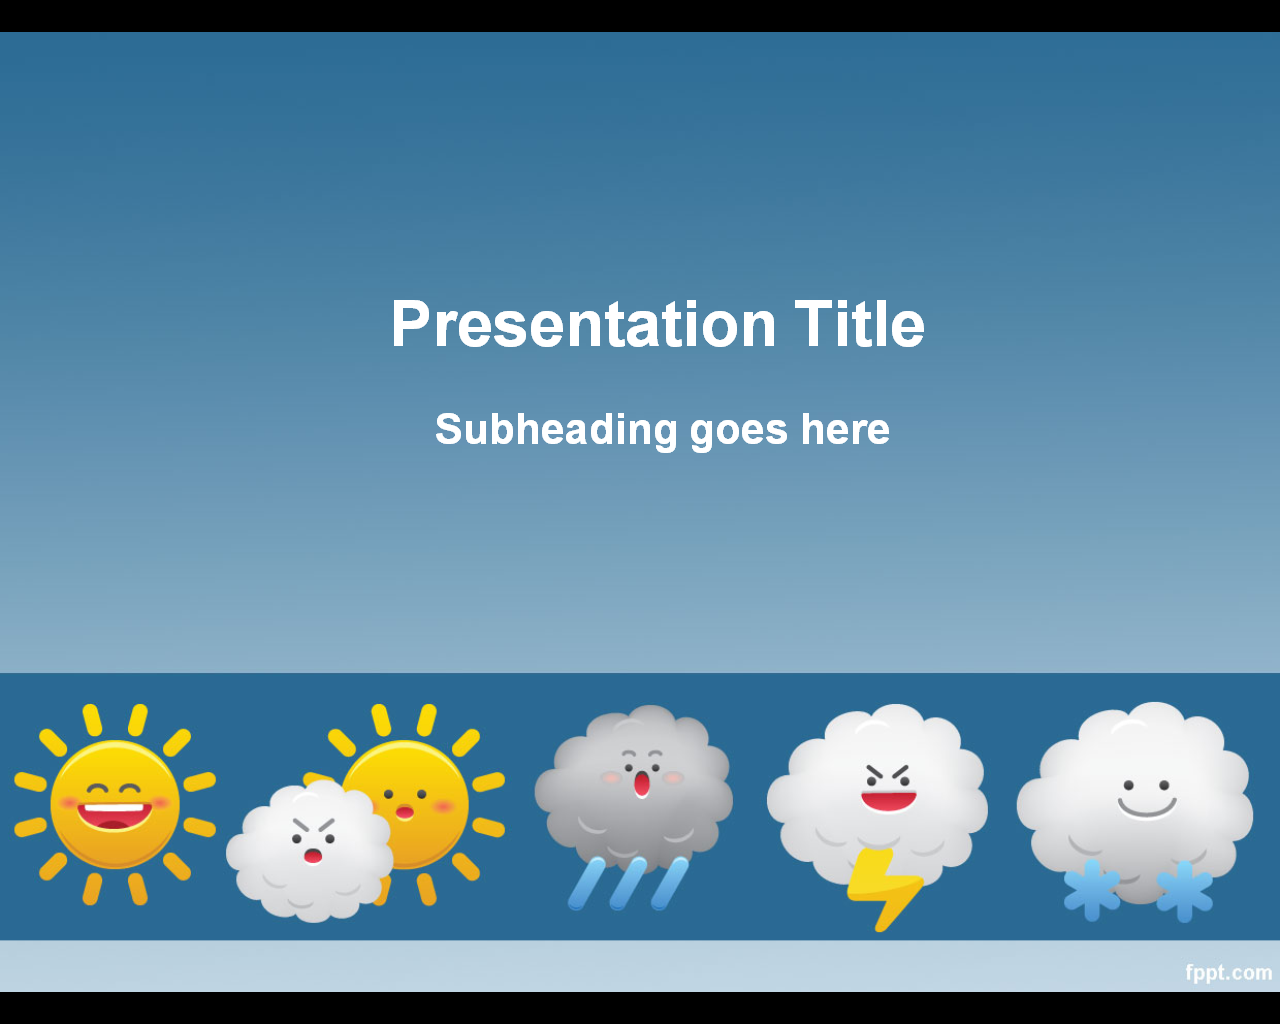 Presentation Title
Subheading goes here
fppt.com